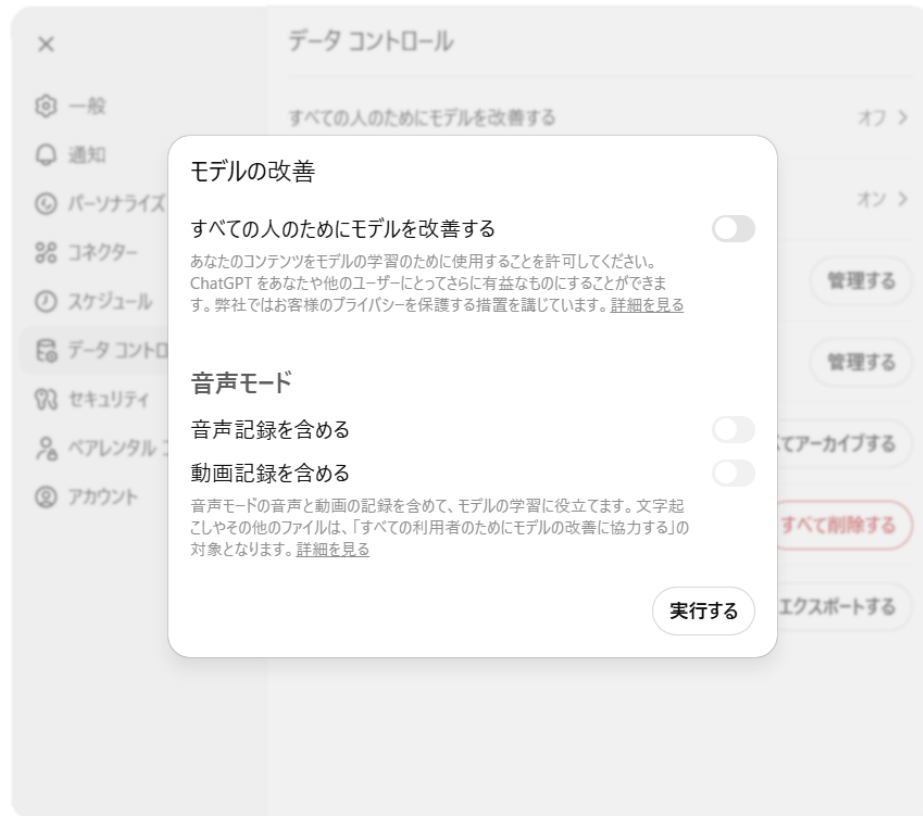 データ コントロール
一般
通知
パーソナライズ
コネクター
スケジュール
データ コントロ
セキュリティ
ペアレンタル コ
アカウント
すべての人のためにモデルを改善する
オフ
オン
管理する
管理する
てアーカイブする
すべて削除する
エクスポートする
モデルの改善
すべての人のためにモデルを改善する
あなたのコンテンツをモデルの学習のために使用することを許可してください。
ChatGPT をあなたや他のユーザーにとってさらに有益なものにすることができま
す。弊社ではお客様のプライバシーを保護する措置を講じています。詳細を見る
音声モード
音声記録を含める
動画記録を含める
音声モードの音声と動画の記録を含めて、モデルの学習に役立てます。文字起
こしやその他のファイルは、「すべての利用者のためにモデルの改善に協力する」の
対象となります。詳細を見る
実行する